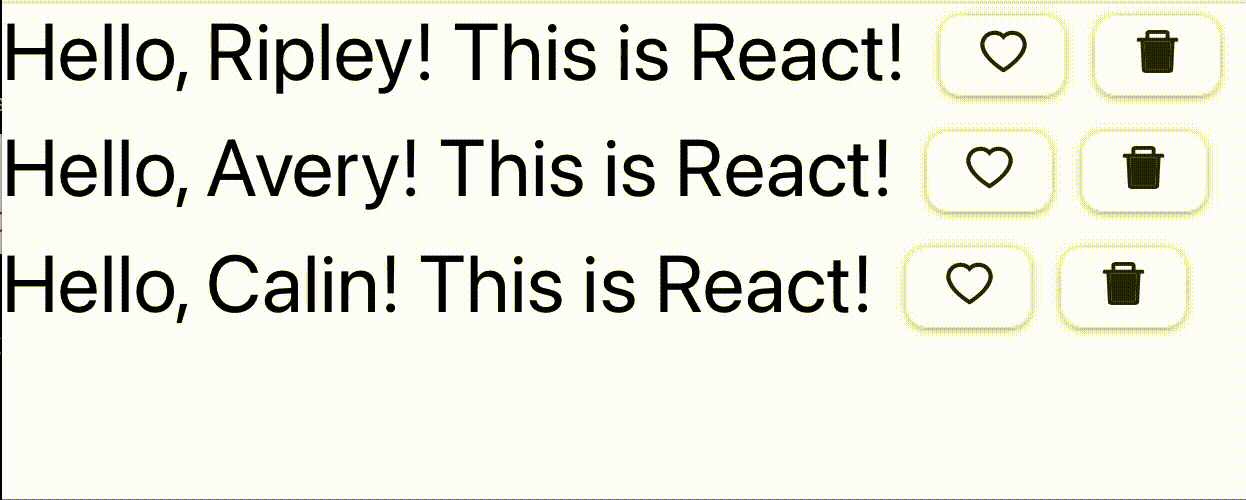 Hello, Ripley! This is React!
Hello, Avery! This is React!
Hello, Calin! This is React!